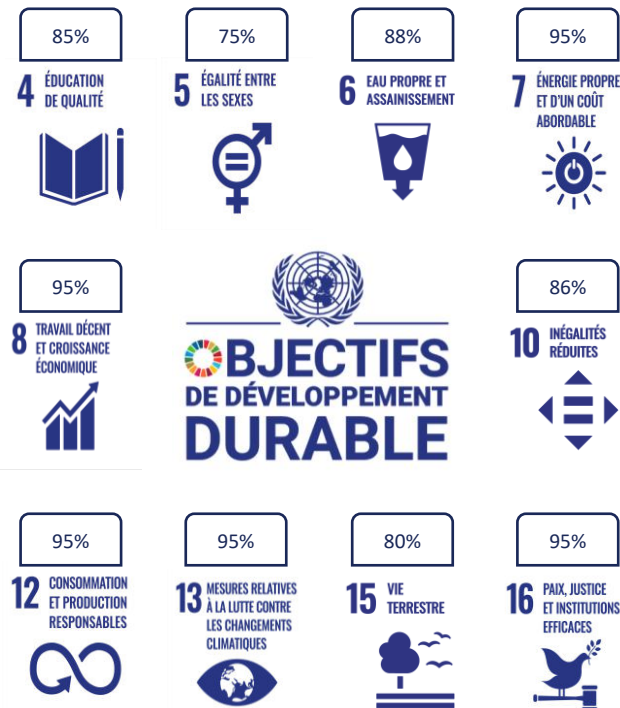 85%
4 ÉDUCATION
DE QUALITÉ
75%
5 ÉGALITÉ ENTRE
LES SEXES
88%
6 EAU PROPRE ET
ASSAINISSEMENT
95%
7 ÉNERGIE PROPRE
ET D'UN COÛT
ABORDABLE
95%
8 TRAVAIL DÉCENT
ET CROISSANCE
ÉCONOMIQUE
OBJECTIFS
DE DÉVELOPPEMENT
DURABLE
86%
10 INÉGALITÉS
RÉDUITES
95%
12 CONSOMMATION
ET PRODUCTION
RESPONSABLES
95%
13 MESURES RELATIVES
À LA LUTTE CONTRE
LES CHANGEMENTS
CLIMATIQUES
80%
15 VIE
TERRESTRE
95%
16 PAIX, JUSTICE
ET INSTITUTIONS
EFFICACES